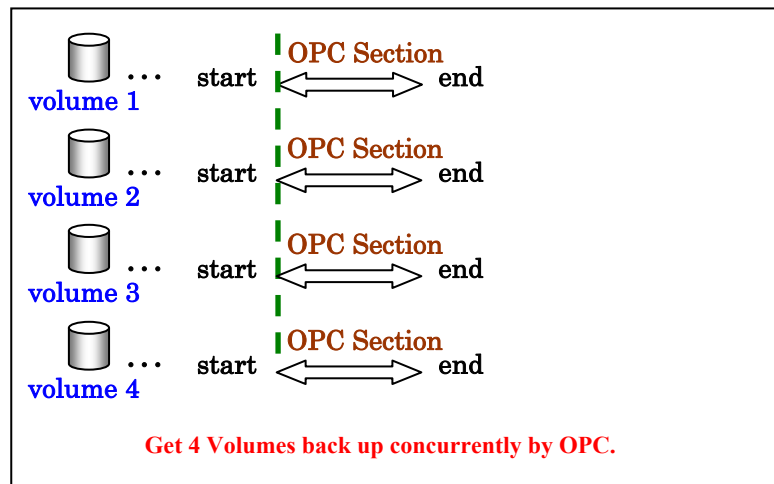 OPC Section
... start end
volume 1
OPC Section
... start end
volume 2
OPC Section
... start end
volume 3
OPC Section
... start end
volume 4
Get 4 Volumes back up concurrently by OPC.